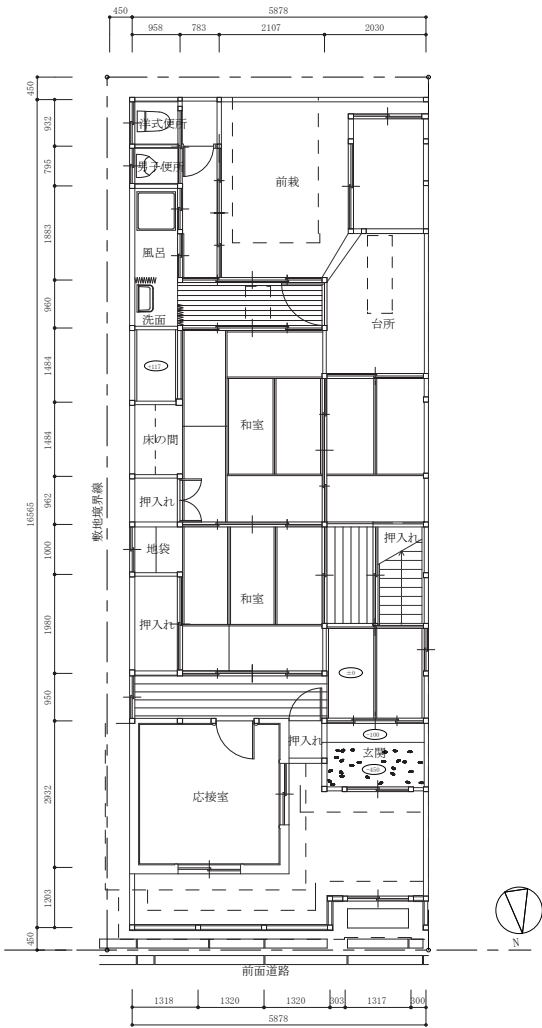 5878
450
958
783
2107
2030
450
932
795
1883
960
1484
1484
962
1000
1980
950
2932
1203
450
16565
敷地境界線
洋式便所
男子便所
前栽
風呂
洗面
台所
+117
和室
床の間
押入れ
押入れ
地袋
和室
押入れ
±0
-100
押入れ
玄関
-450
応接室
N
前面道路
1318
1320
1320
303
1317
300
5878